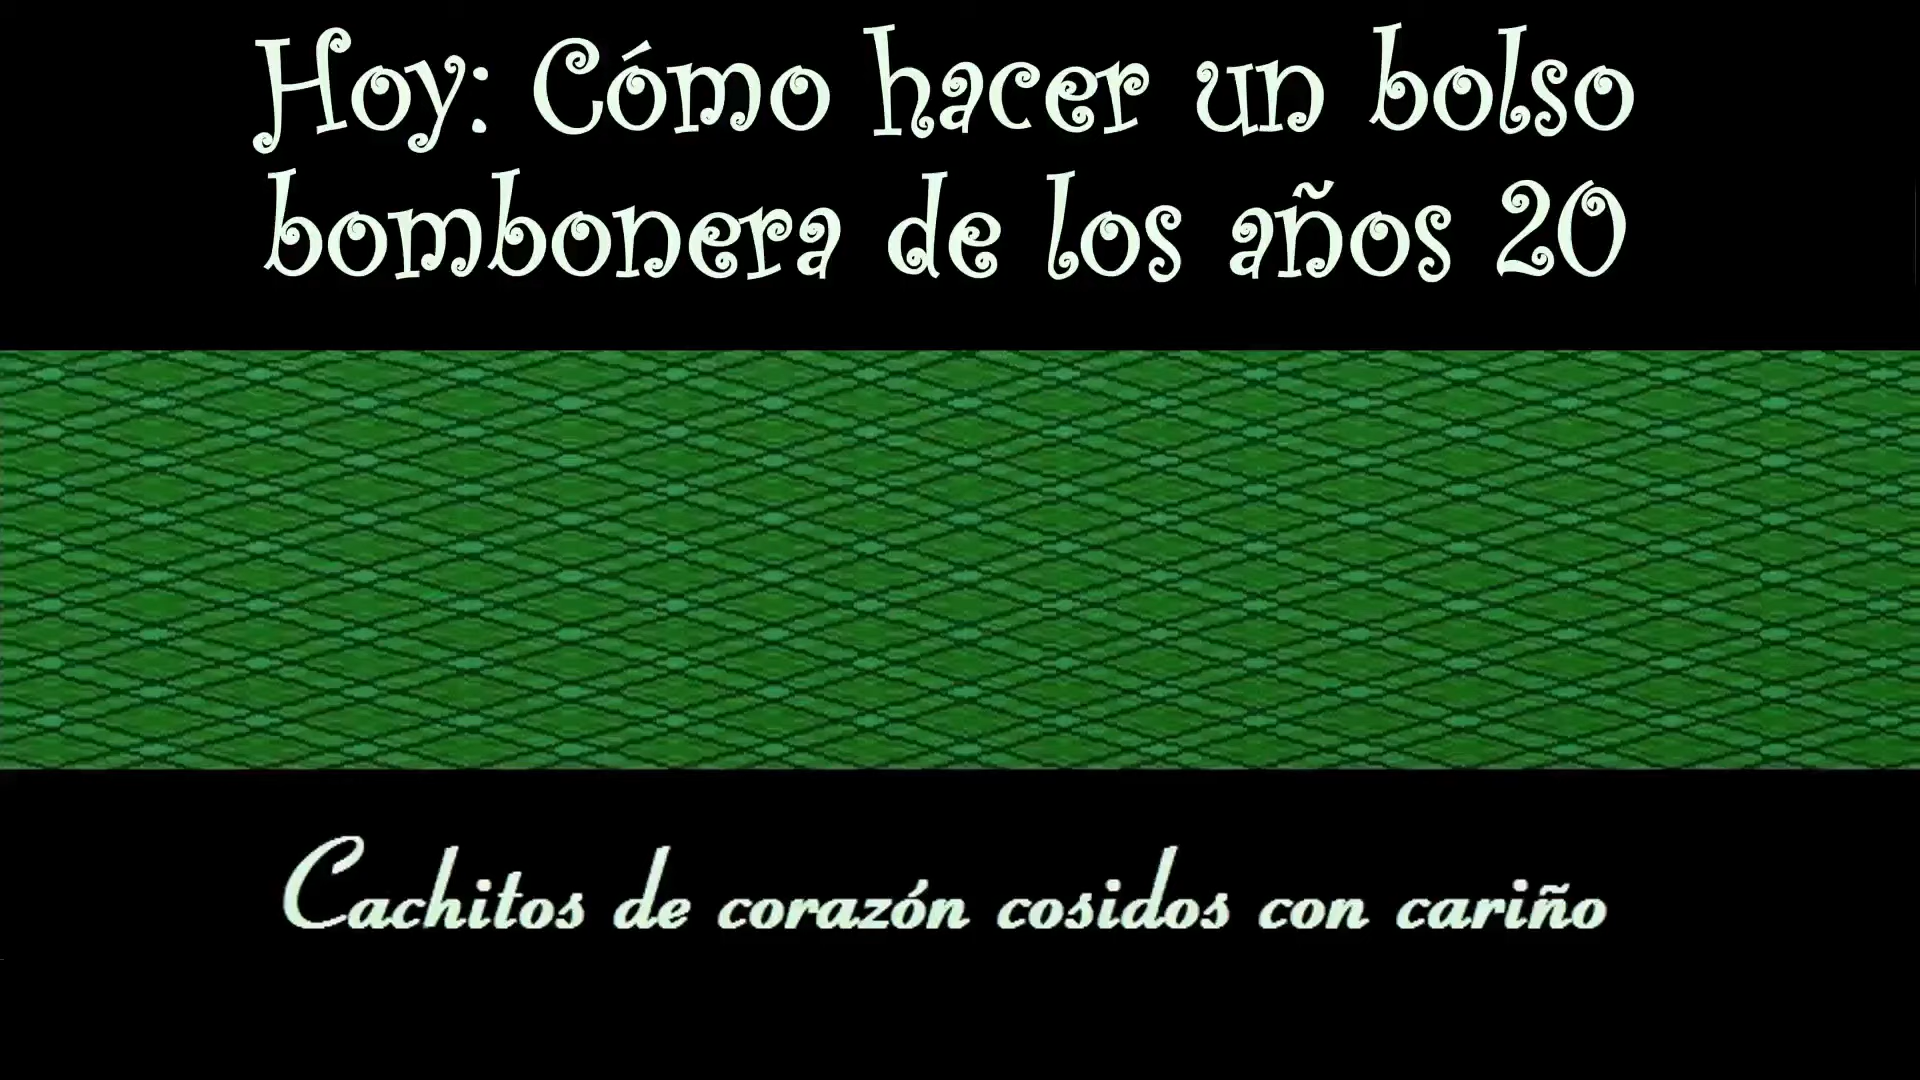 Hoy: Cómo hacer un bolso
bombonera de los años 20
Cachitos de corazón cosidos con cariño